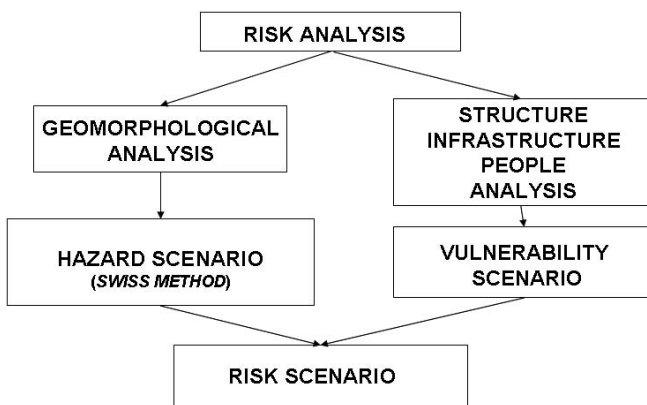 RISK ANALYSIS
GEOMORPHOLOGICAL
ANALYSIS
STRUCTURE
INFRASTRUCTURE
PEOPLE
ANALYSIS
HAZARD SCENARIO
(SWISS METHOD)
VULNERABILITY
SCENARIO
RISK SCENARIO